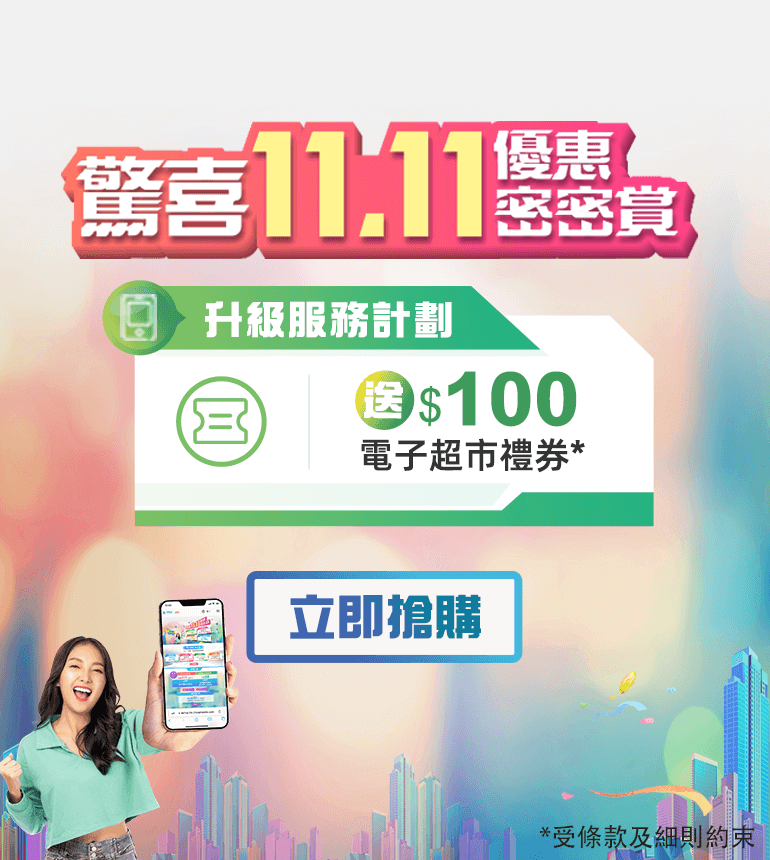 驚喜11.11優惠
密密賞
升級服務計劃
送$100
電子超市禮券*
立即搶購
*受條款及細則約束